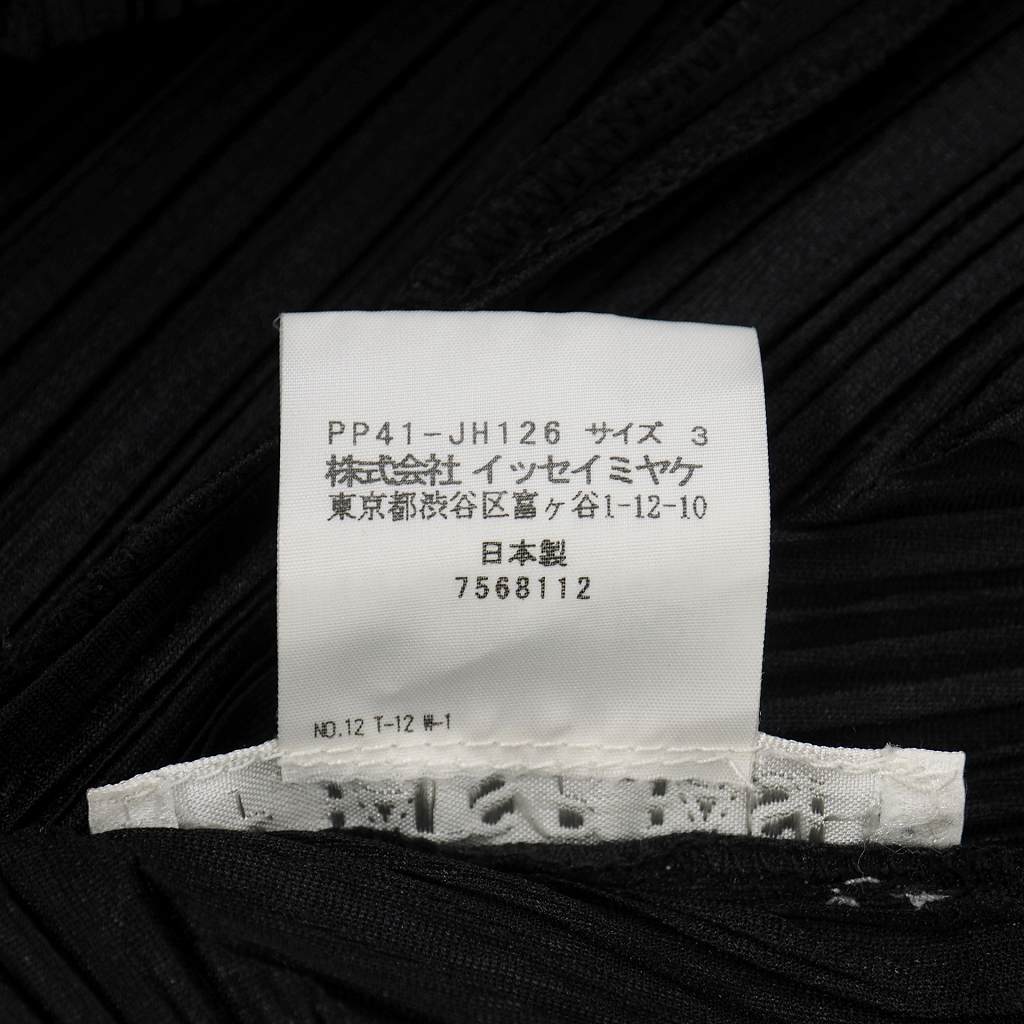 PP41-JH126 サイズ 3
株式会社 イッセイミヤケ
東京都渋谷区富ヶ谷1-12-10
日本製
7568112
NO.12 T-12 W-1